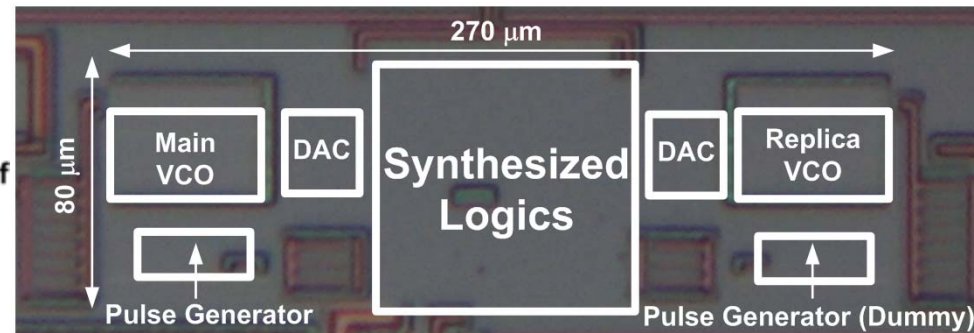 270 μm
80 μm
f
Main
VCO
DAC
Synthesized
Logics
DAC
Replica
VCO
Pulse Generator
Pulse Generator (Dummy)